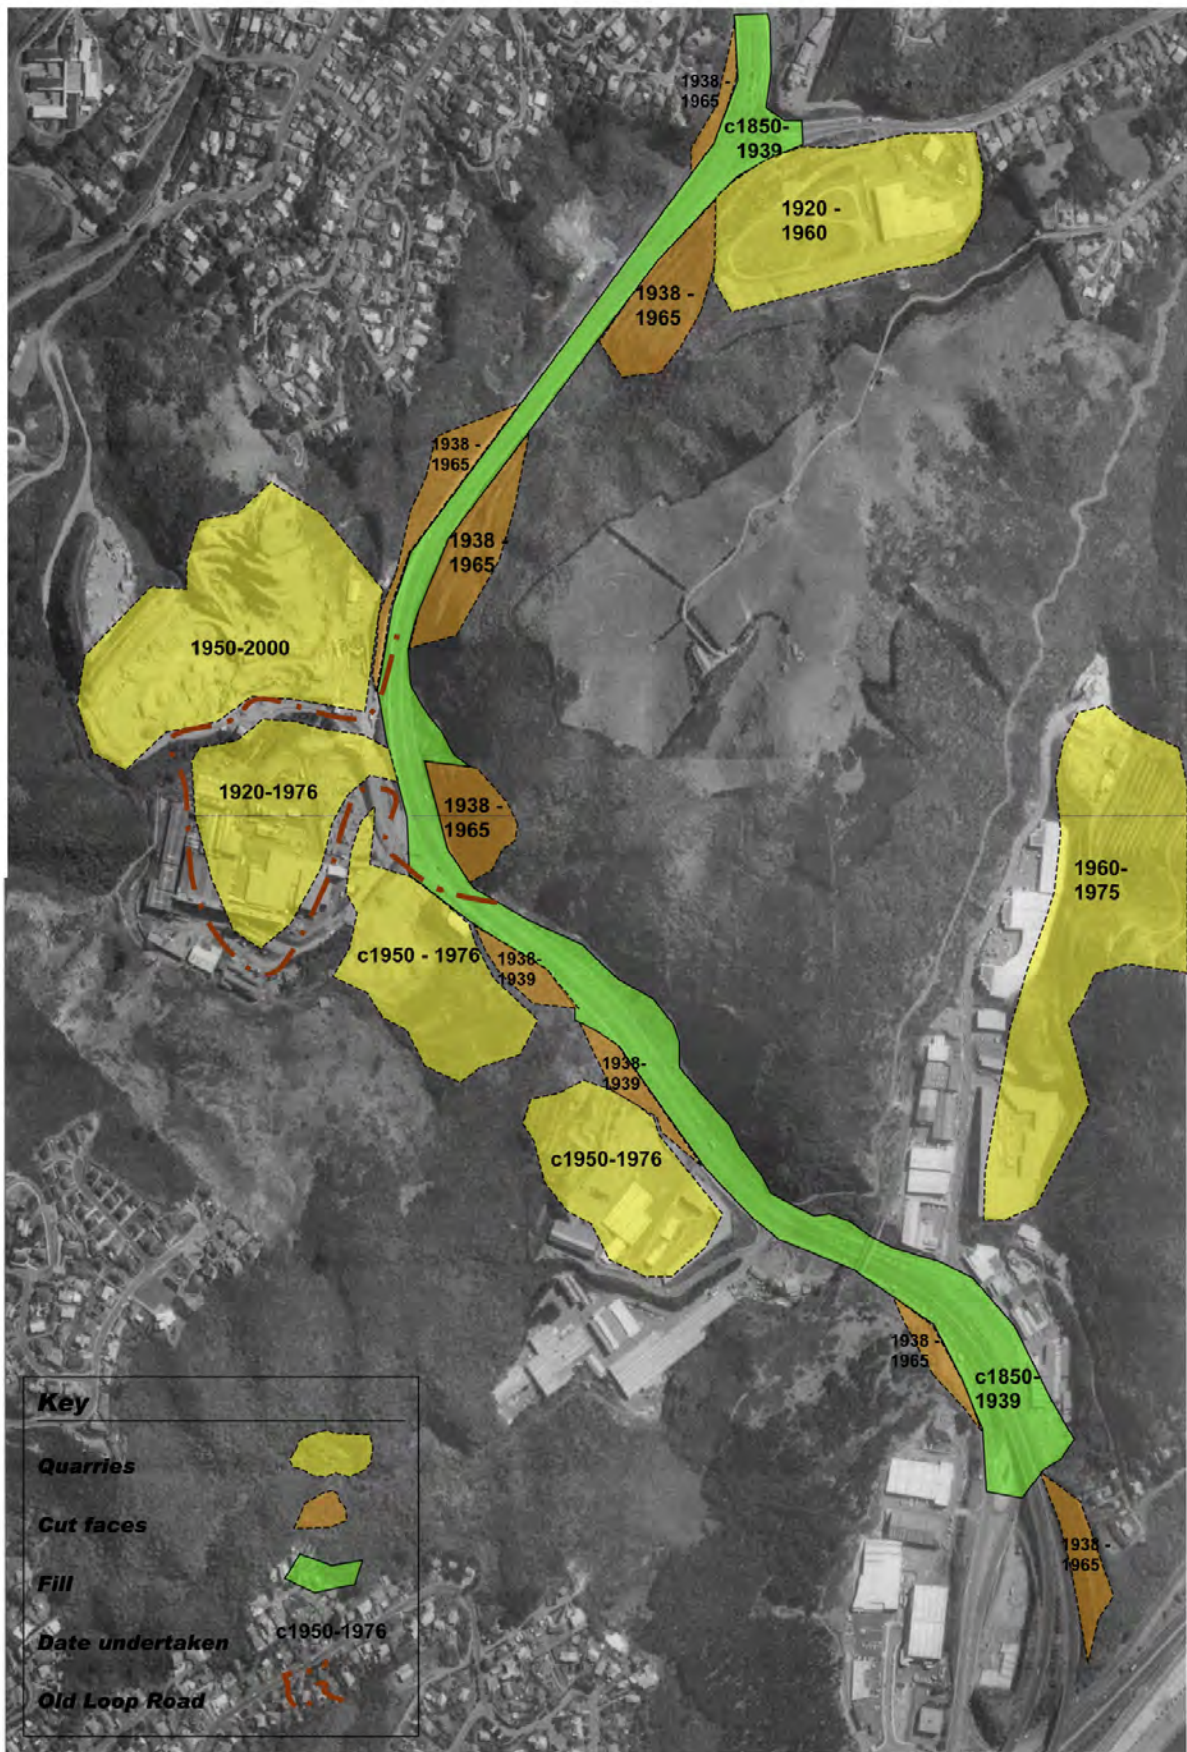 1938 -
1965
c1850-
1939
1920 -
1960
1938 -
1965
1938 -
1965
1938 -
1965
1950-2000
1920-1976
1938 -
1965
1960-
1975
c1950 - 1976
1938-
1939
1938-
1939
c1950-1976
1938 -
1965
c1850-
1939
1938 -
1965
Key
Quarries
Cut faces
Fill
Date undertaken c1950-1976
Old Loop Road